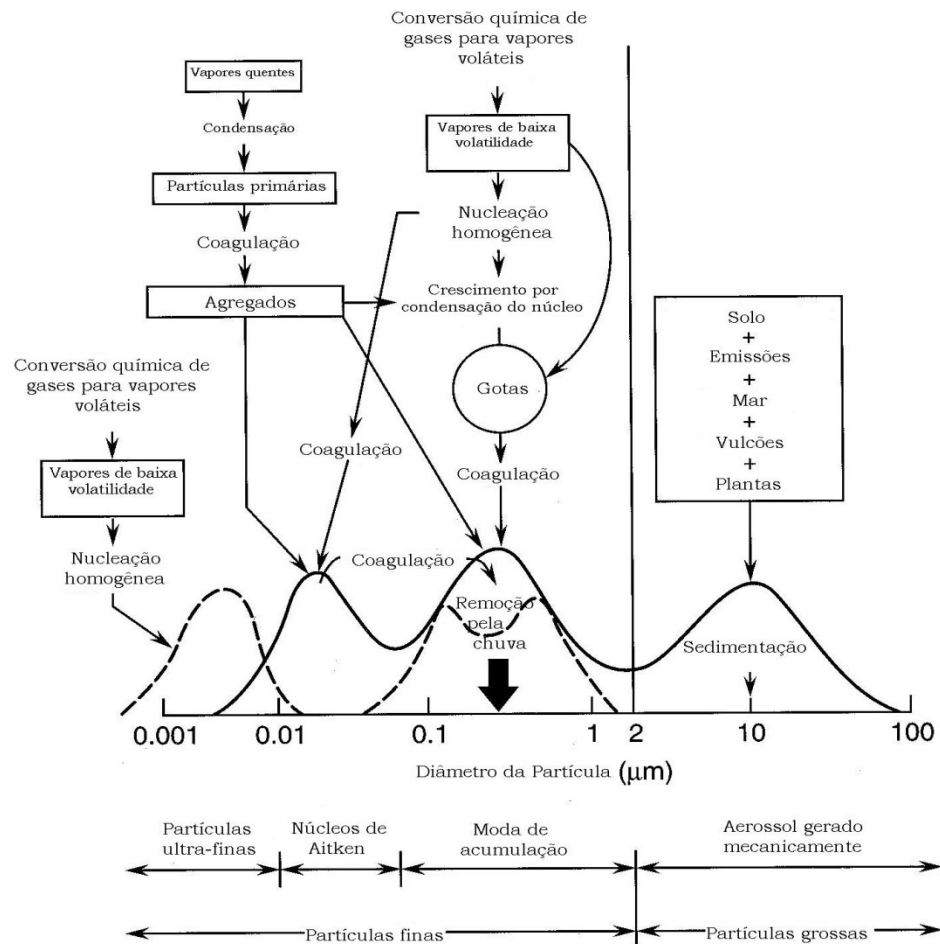 Conversão química de
gases para vapores
voláteis
Vapores quentes
Condensação
Partículas primárias
Coagulação
Agregados
Vapores de baixa
volatilidade
Nucleação
homogênea
Crescimento por
condensação do núcleo
Gotas
Coagulação
Conversão química de
gases para vapores
voláteis
Vapores de baixa
volatilidade
Nucleação
homogênea
Coagulação
Coagulação
Remoção
pela
chuva
Solo
+
Emissões
+
Mar
+
Vulcões
+
Plantas
Sedimentação
0.001 0.01 0.1 1 2 10 100
Diâmetro da Partícula (μm)
Partículas
ultra-finas
Núcleos de
Aitken
Moda de
acumulação
Aerossol gerado
mecanicamente
Partículas finas
Partículas grossas